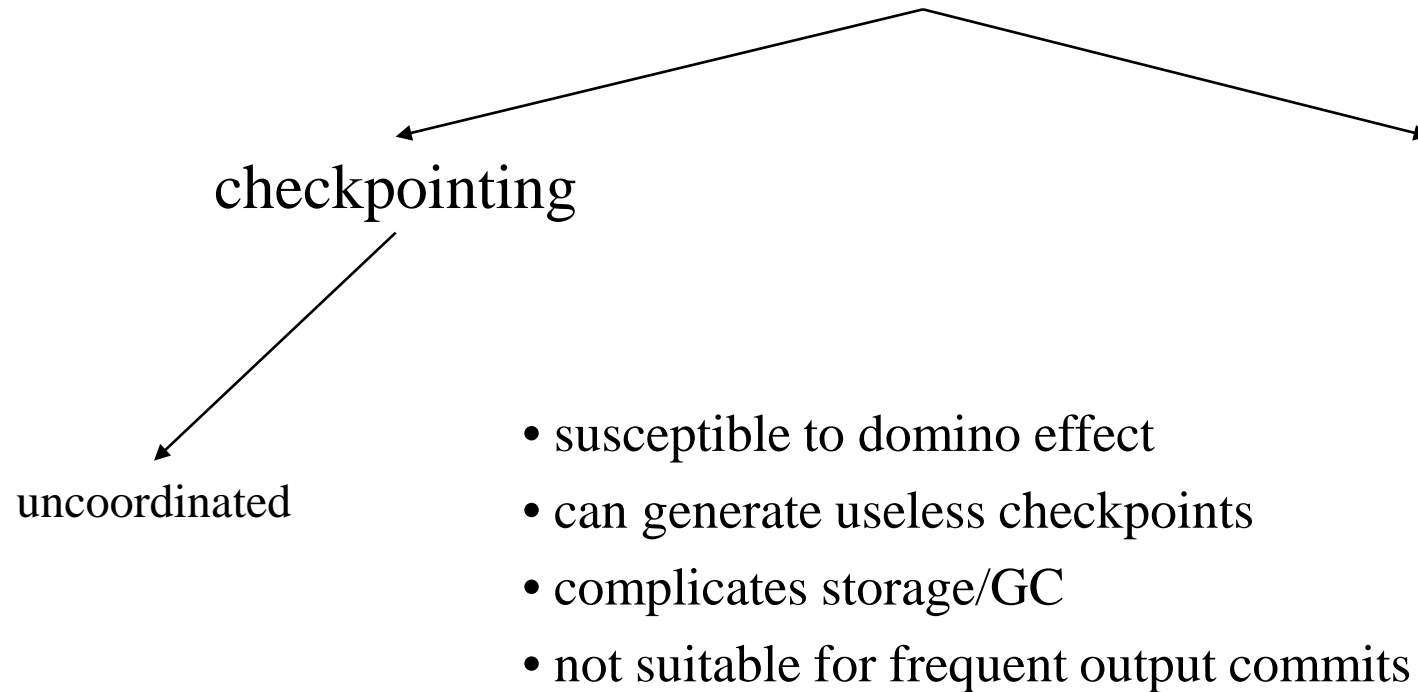 checkpointing
uncoordinated
• susceptible to domino effect
• can generate useless checkpoints
• complicates storage/GC
• not suitable for frequent output commits